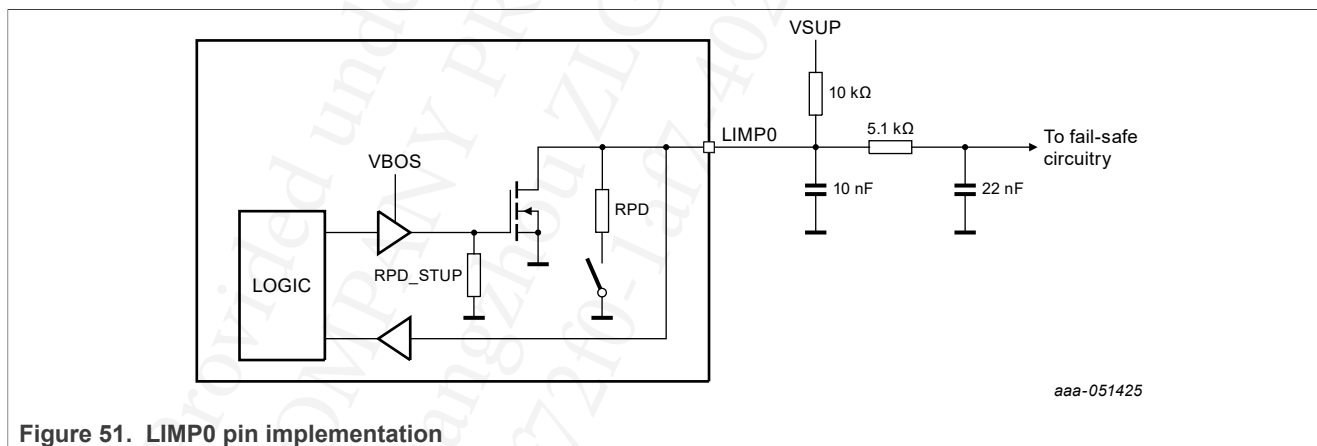 VSUP
10 kΩ
5.1 kΩ
LIMP0
To fail-safe
circuitry
VBOS
10 nF
22 nF
RPD
LOGIC
RPD_STUP
aaa-051425
Figure 51. LIMP0 pin implementation